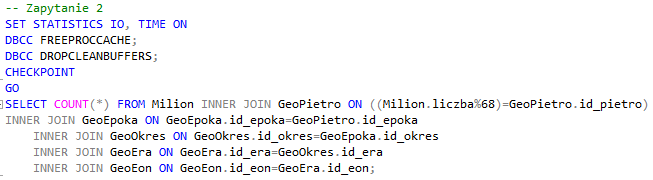 -- Zapytanie 2
SET STATISTICS IO, TIME ON
DBCC FREEPROCCACHE;
DBCC DROPCLEANBUFFERS;
CHECKPOINT
GO
SELECT COUNT(*) FROM Milion INNER JOIN GeoPietro ON ((Milion.liczba%68)=GeoPietro.id_pietro)
INNER JOIN GeoEpoka ON GeoEpoka.id_epoka=GeoPietro.id_epoka
    INNER JOIN GeoOkres ON GeoOkres.id_okres=GeoEpoka.id_okres
    INNER JOIN GeoEra ON GeoEra.id_era=GeoOkres.id_era
    INNER JOIN GeoEon ON GeoEon.id_eon=GeoEra.id_eon;